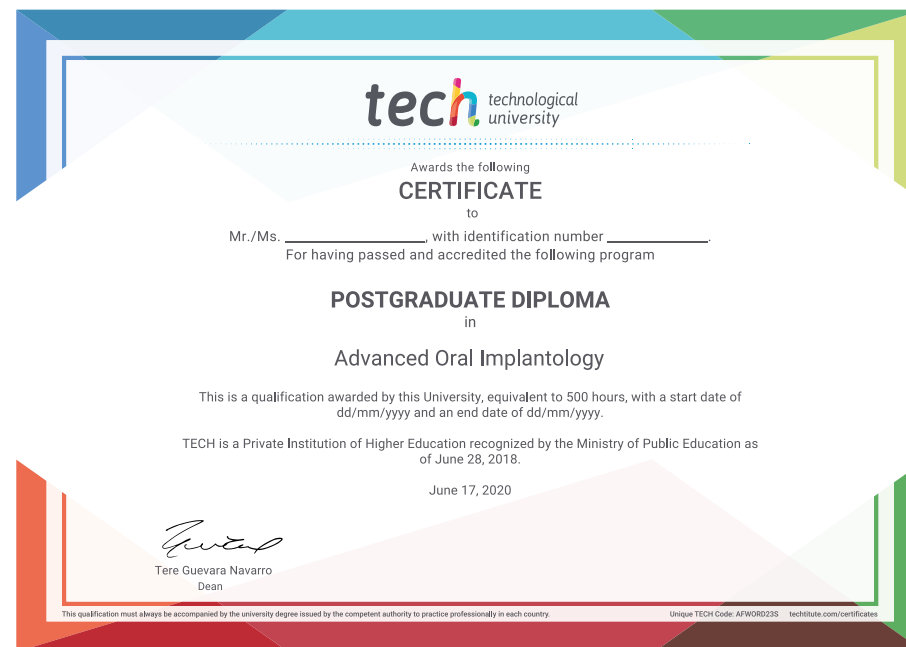 tech technological
university
Awards the following
CERTIFICATE
to
Mr./Ms. ____________________, with identification number ______________.
For having passed and accredited the following program
POSTGRADUATE DIPLOMA
in
Advanced Oral Implantology
This is a qualification awarded by this University, equivalent to 500 hours, with a start date of
dd/mm/yyyy and an end date of dd/mm/yyyy.
TECH is a Private Institution of Higher Education recognized by the Ministry of Public Education as
of June 28, 2018.
June 17, 2020
Tere Guevara Navarro
Dean
This qualification must always be accompanied by the university degree issued by the competent authority to practice professionally in each country. Unique TECH Code: AFWORD23S techtitute.com/certificates